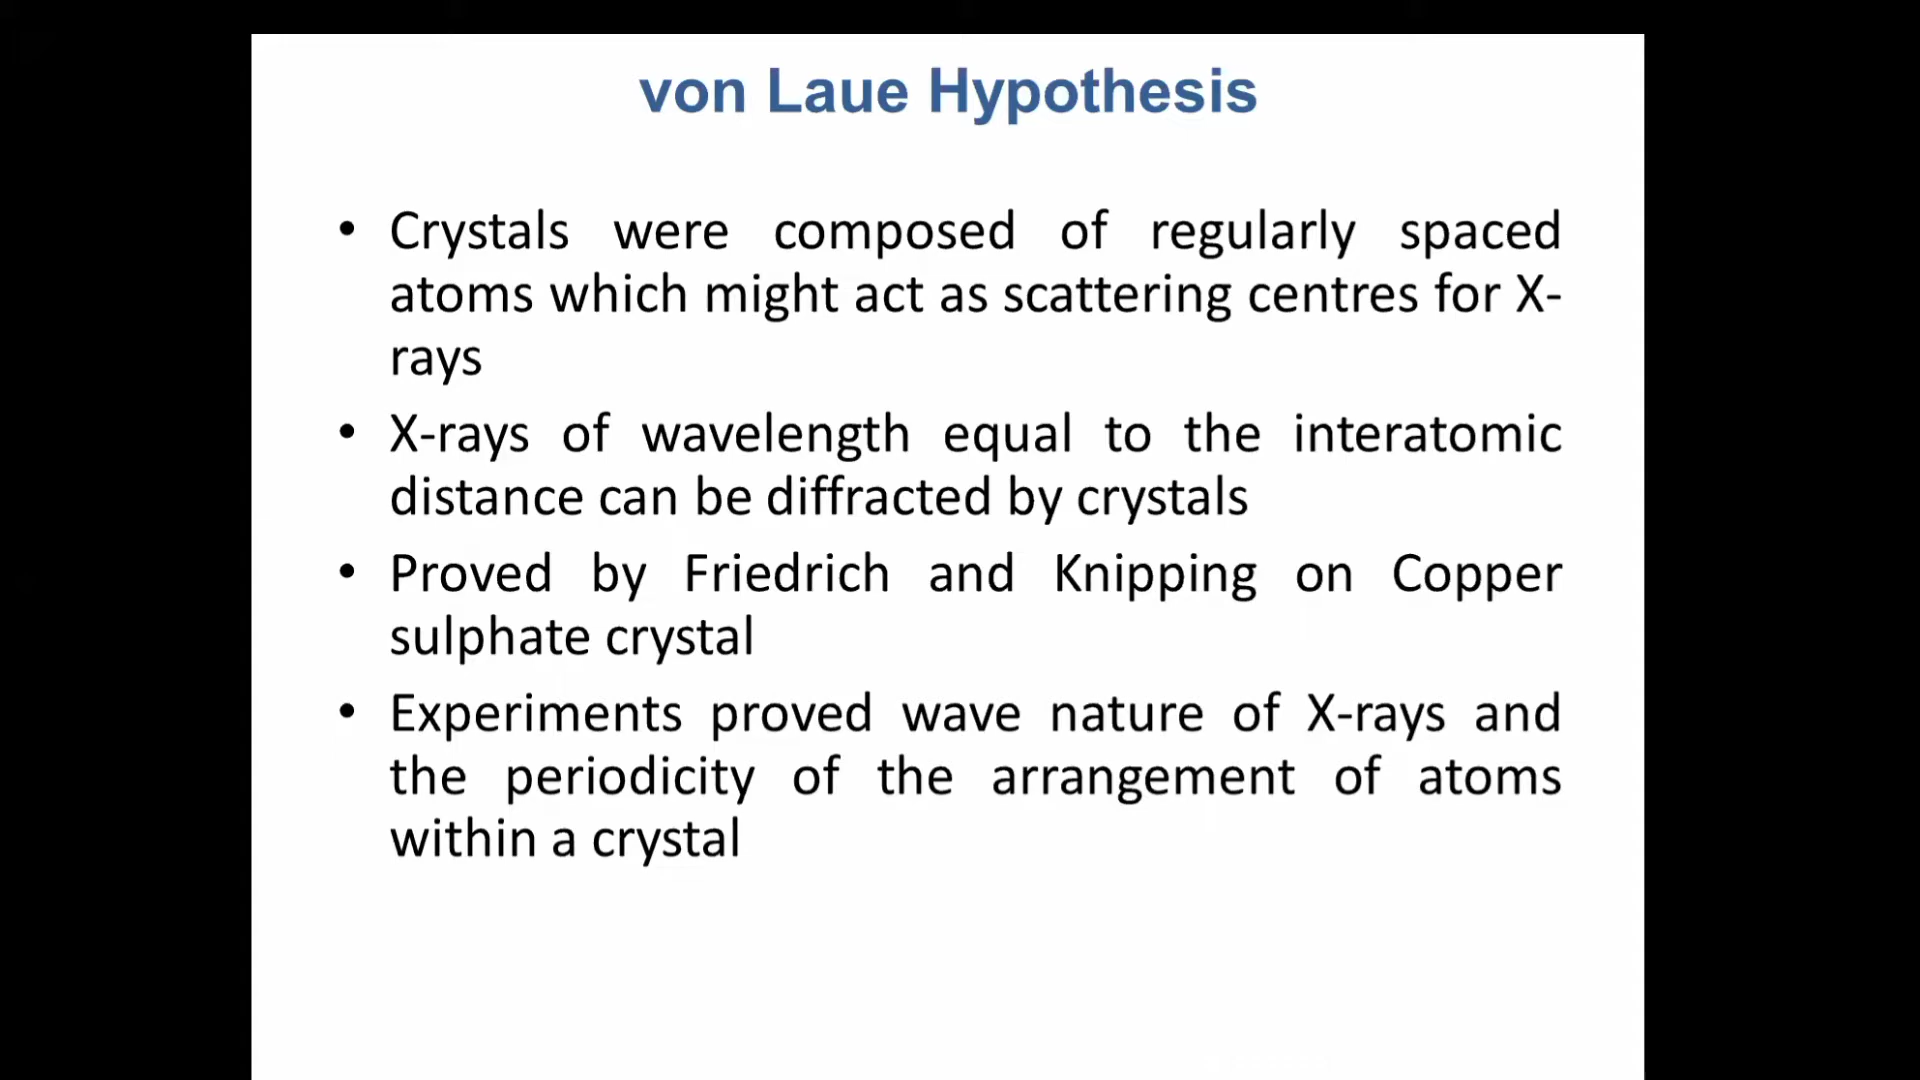 von Laue Hypothesis
• Crystals were composed of regularly spaced
atoms which might act as scattering centres for X-
rays
• X-rays of wavelength equal to the interatomic
distance can be diffracted by crystals
• Proved by Friedrich and Knipping on Copper
sulphate crystal
• Experiments proved wave nature of X-rays and
the periodicity of the arrangement of atoms
within a crystal